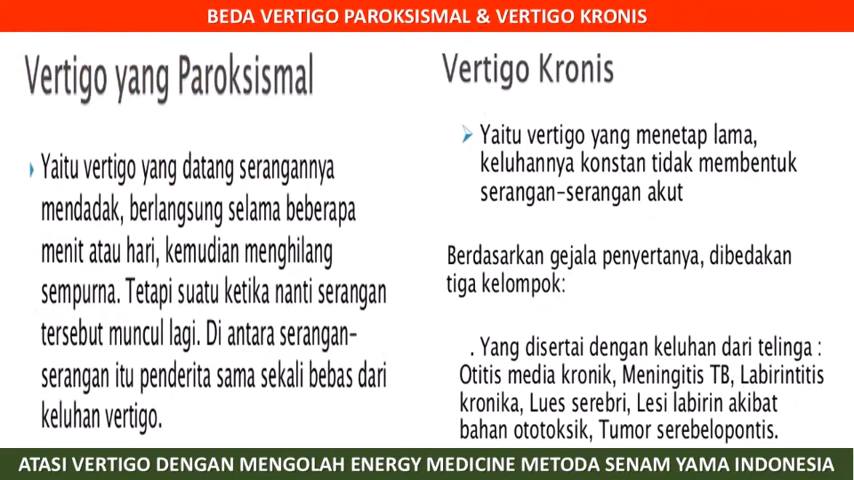 BEDA VERTIGO PAROKSISMAL & VERTIGO KRONIS
Vertigo yang Paroksismal
Yaitu vertigo yang datang serangannya
mendadak, berlangsung selama beberapa
menit atau hari, kemudian menghilang
sempurna. Tetapi suatu ketika nanti serangan
tersebut muncul lagi. Di antara serangan-
serangan itu penderita sama sekali bebas dari
keluhan vertigo.
Vertigo Kronis
Yaitu vertigo yang menetap lama,
keluhannya konstan tidak membentuk
serangan-serangan akut
Berdasarkan gejala penyertanya, dibedakan
tiga kelompok:
. Yang disertai dengan keluhan dari telinga :
Otitis media kronik, Meningitis TB, Labirintitis
kronika, Lues serebri, Lesi labirin akibat
bahan ototoksik, Tumor serebelopontis.
ATASI VERTIGO DENGAN MENGOLAH ENERGY MEDICINE METODA SENAM YAMA INDONESIA